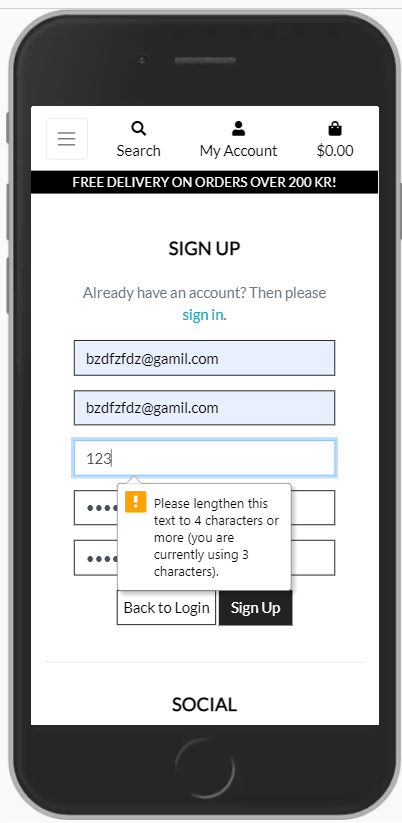 Search
My Account
$0.00
FREE DELIVERY ON ORDERS OVER 200 KR!
SIGN UP
Already have an account? Then please
sign in.
bzdfzfdz@gamil.com
bzdfzfdz@gamil.com
123
Please lengthen this
text to 4 characters or
more (you are
currently using 3
characters).
Back to Login
Sign Up
SOCIAL